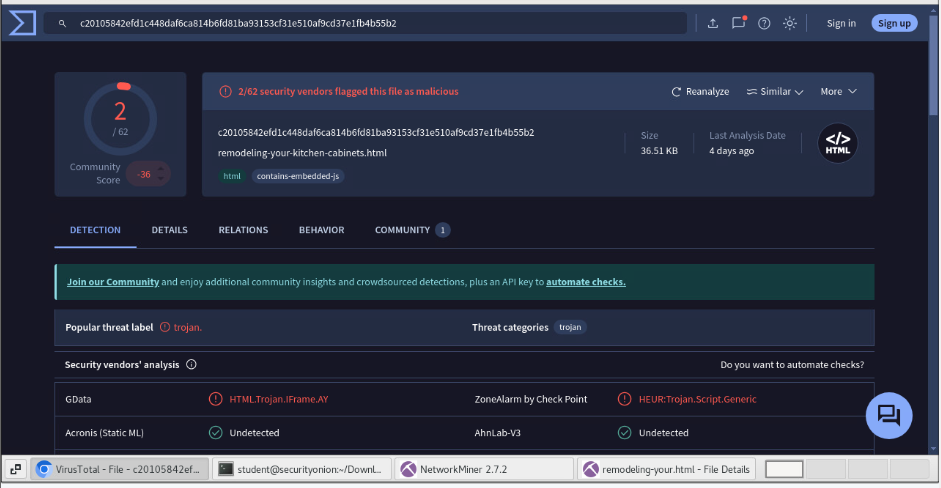 c20105842efd1c448daf6ca814b6fd81ba93153cf31e510af9cd37e1fb4b55b2
Sign in
Sign up
2
/ 62
Community
Score
-36
2/62 security vendors flagged this file as malicious
Reanalyze
Similar
More
c20105842efd1c448daf6ca814b6fd81ba93153cf31e510af9cd37e1fb4b55b2
remodeling-your-kitchen-cabinets.html
html
contains-embedded-js
Size
36.51 KB
Last Analysis Date
4 days ago
</>
HTML
DETECTION
DETAILS
RELATIONS
BEHAVIOR
COMMUNITY 1
Join our Community and enjoy additional community insights and crowdsourced detections, plus an API key to automate checks.
Popular threat label
trojan.
Threat categories
trojan
Security vendors' analysis
Do you want to automate checks?
GData
HTML.Trojan.IFrame.AY
ZoneAlarm by Check Point
HEUR:Trojan.Script.Generic
Acronis (Static ML)
Undetected
AhnLab-V3
Undetected
VirusTotal - File - c20105842ef...
student@securityonion:~/Downl...
NetworkMiner 2.7.2
remodeling-your.html - File Details